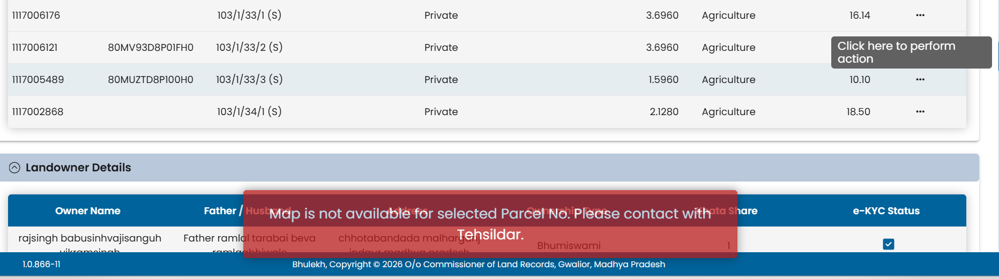 1117006176 103/1/33/1 (S) Private 3.6960 Agriculture 16.14 ···
1117006121 80MV93D8P01FH0 103/1/33/2 (S) Private 3.6960 Agriculture
Click here to perform
action
1117005489 80MUZTD8P100H0 103/1/33/3 (S) Private 1.5960 Agriculture 10.10 ···
1117002868 103/1/34/1 (S) Private 2.1280 Agriculture 18.50 ···
Landowner Details
Owner Name Father / Husband Address Ownership Type Khata Share e-KYC Status
Map is not available for selected Parcel No. Please contact with
Tehsildar.
rajsingh babusinhvajisanguh Father ramlal tarabai beva chhotabandada malharganj
vikramsingh indaur madhya pradesh Bhumiswami 1
1.0.866-11 Bhulekh, Copyright © 2026 O/o Commissioner of Land Records, Gwalior, Madhya Pradesh